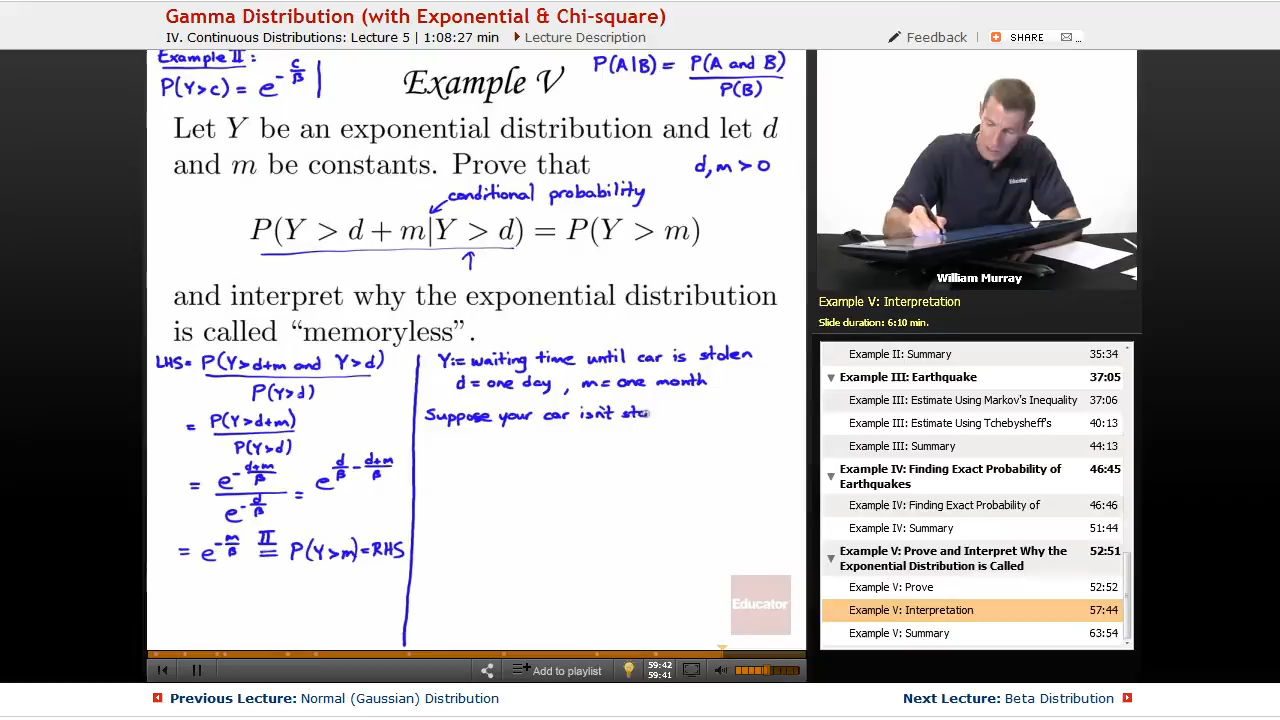 Gamma Distribution (with Exponential & Chi-square)
IV. Continuous Distributions: Lecture 5 | 1:08:27 min
Lecture Description
Feedback
SHARE
Example II:
P(Y>c) = e^{-c/β}
Example V
P(A|B) = P(A and B) / P(B)
Let Y be an exponential distribution and let d
and m be constants. Prove that
d, m > 0
conditional probability
P(Y > d + m|Y > d) = P(Y > m)
and interpret why the exponential distribution
is called “memoryless”.
LHS = P(Y>d+m and Y>d) / P(Y>d)
= P(Y>d+m) / P(Y>d)
= e^{-(d+m)/β} / e^{-d/β} = e^{d/β - (d+m)/β}
= e^{-m/β} II= P(Y>m) = RHS
Y:= waiting time until car is stolen
d = one day , m = one month
Suppose your car isn't sto
Educator
Educator
William Murray
Example V: Interpretation
Slide duration: 6:10 min.
Example II: Summary 35:34
Example III: Earthquake 37:05
Example III: Estimate Using Markov's Inequality 37:06
Example III: Estimate Using Tchebysheff's 40:13
Example III: Summary 44:13
Example IV: Finding Exact Probability of
Earthquakes 46:45
Example IV: Finding Exact Probability of 46:46
Example IV: Summary 51:44
Example V: Prove and Interpret Why the
Exponential Distribution is Called 52:51
Example V: Prove 52:52
Example V: Interpretation 57:44
Example V: Summary 63:54
Add to playlist
59:42
59:41
Previous Lecture: Normal (Gaussian) Distribution
Next Lecture: Beta Distribution